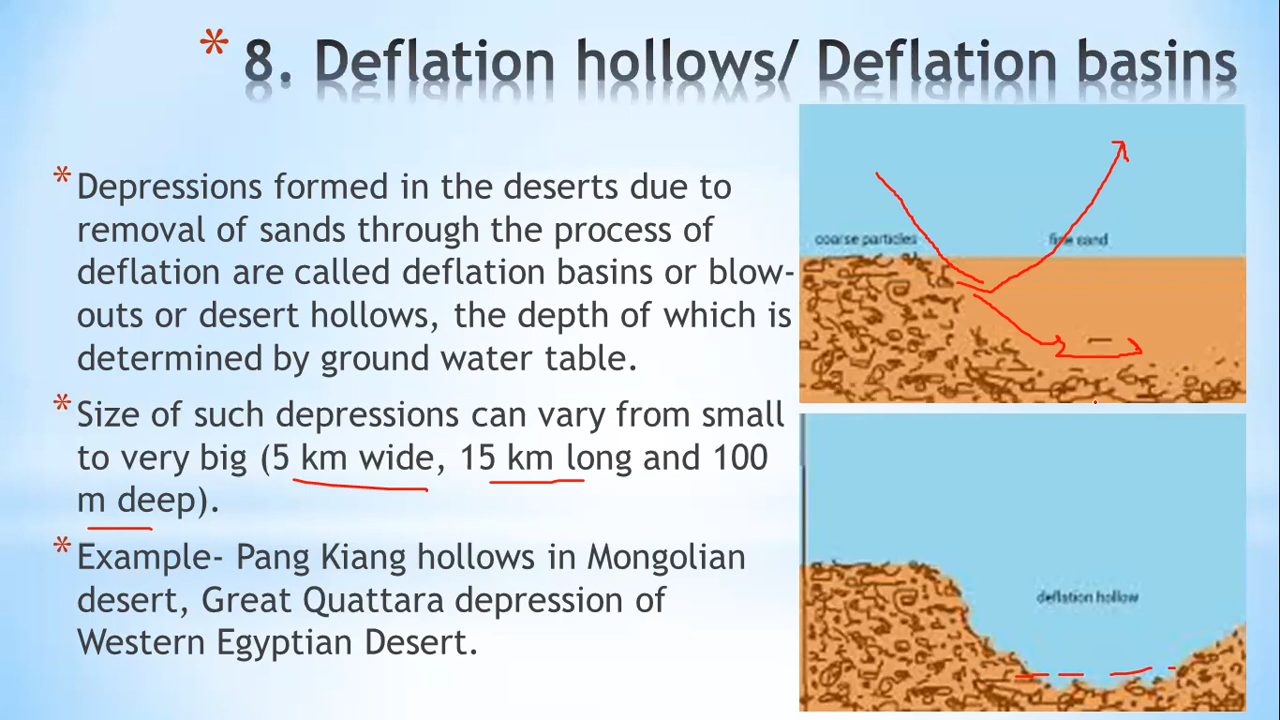 * 8. Deflation hollows/ Deflation basins
* Depressions formed in the deserts due to
removal of sands through the process of
deflation are called deflation basins or blow-
outs or desert hollows, the depth of which is
determined by ground water table.
* Size of such depressions can vary from small
to very big (5 km wide, 15 km long and 100
m deep).
* Example- Pang Kiang hollows in Mongolian
desert, Great Quattara depression of
Western Egyptian Desert.
coarse particles
fine sand
deflation hollow